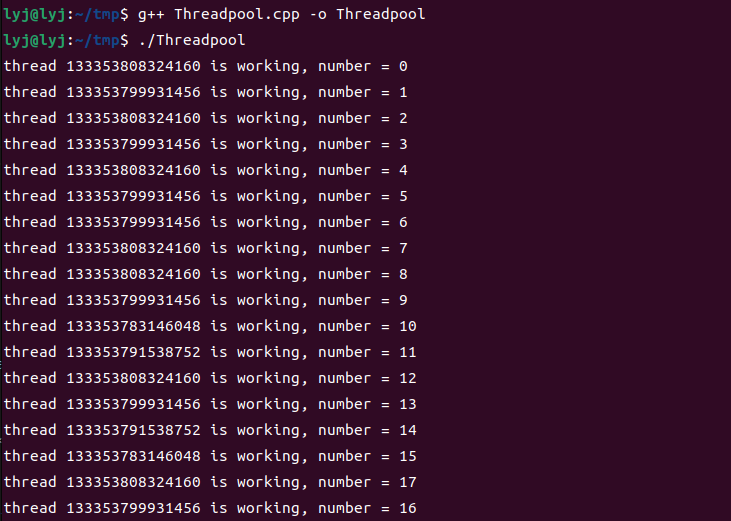 lyj@lyj:~/tmp$ g++ Threadpool.cpp -o Threadpool
lyj@lyj:~/tmp$ ./Threadpool
thread 133353808324160 is working, number = 0
thread 133353799931456 is working, number = 1
thread 133353808324160 is working, number = 2
thread 133353799931456 is working, number = 3
thread 133353808324160 is working, number = 4
thread 133353799931456 is working, number = 5
thread 133353799931456 is working, number = 6
thread 133353808324160 is working, number = 7
thread 133353808324160 is working, number = 8
thread 133353799931456 is working, number = 9
thread 133353783146048 is working, number = 10
thread 133353791538752 is working, number = 11
thread 133353808324160 is working, number = 12
thread 133353799931456 is working, number = 13
thread 133353791538752 is working, number = 14
thread 133353783146048 is working, number = 15
thread 133353808324160 is working, number = 17
thread 133353799931456 is working, number = 16